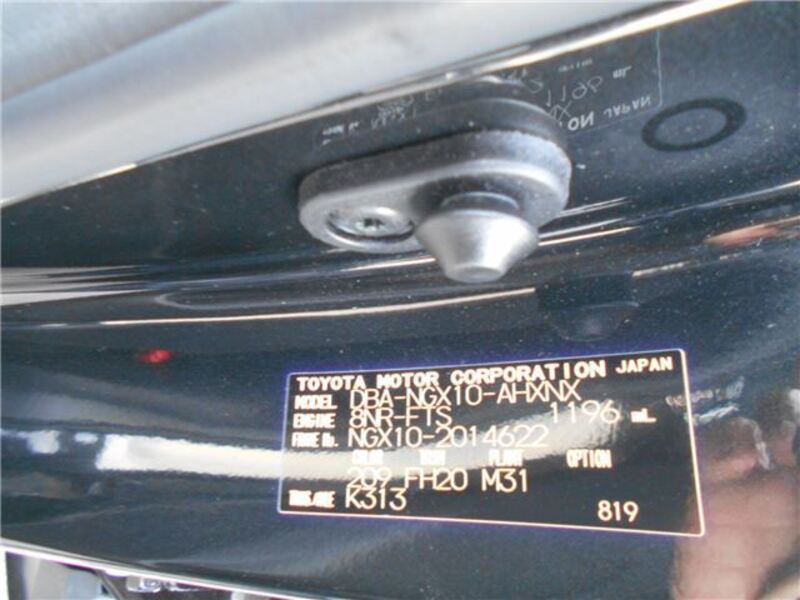 TOYOTA MOTOR CORPORATION JAPAN
MODEL DBA-NGX10-AHXNX
ENGINE 8NR-FTS 1196 mL
FRAME No. NGX10-2014622
COLOR TRIM PLANT OPTION
209 FH20 M31
TRANS./AXLE K313
819